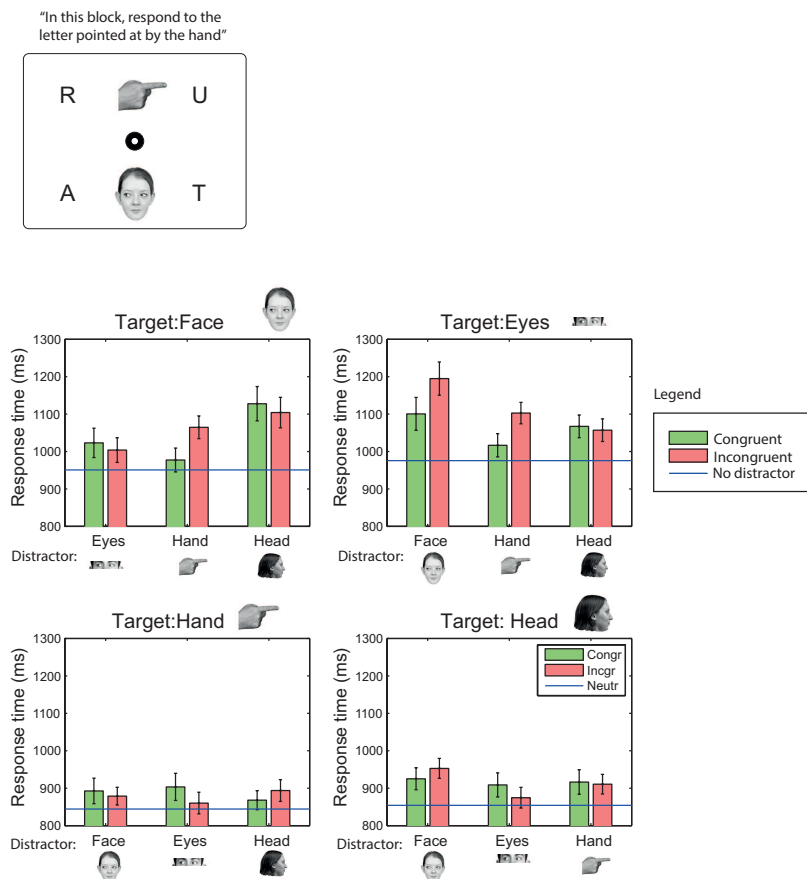 “In this block, respond to the
letter pointed at by the hand”
R U
A T
Target:Face
Response time (ms)
1300
1200
1100
1000
900
800
Eyes Hand Head
Distractor:
Target:Eyes
Response time (ms)
1300
1200
1100
1000
900
800
Face Hand Head
Distractor:
Legend
Congruent
Incongruent
No distractor
Target:Hand
Response time (ms)
1300
1200
1100
1000
900
800
Face Eyes Head
Distractor:
Target: Head
Response time (ms)
1300
1200
1100
1000
900
800
Congr
Incgr
Neutr
Face Eyes Hand
Distractor: